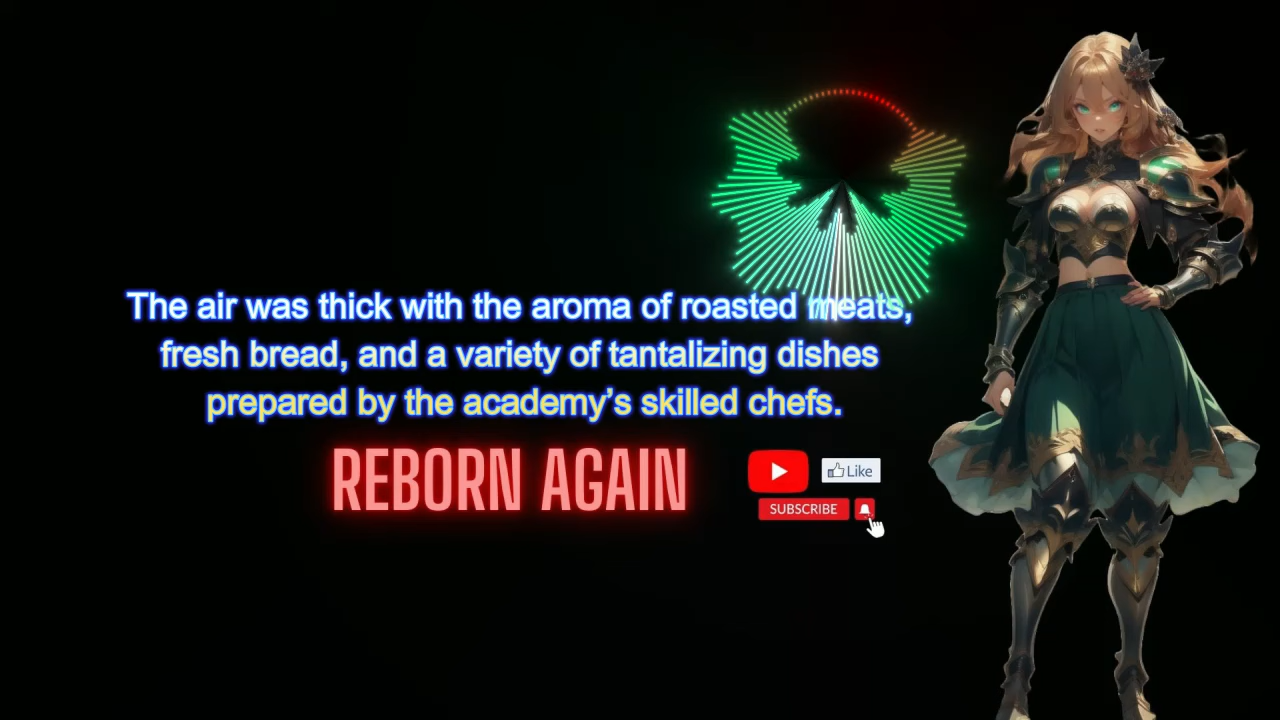 The air was thick with the aroma of roasted meats,
fresh bread, and a variety of tantalizing dishes
prepared by the academy’s skilled chefs.
REBORN AGAIN
Like
SUBSCRIBE